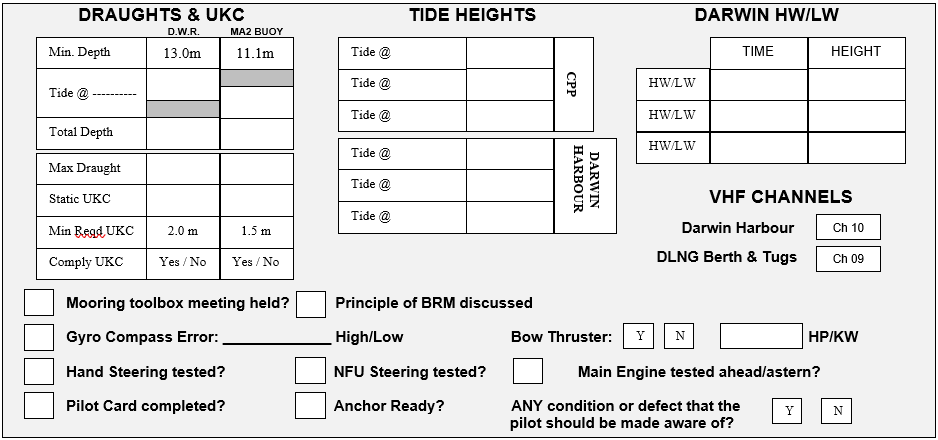 DRAUGHTS & UKC
D.W.R. MA2 BUOY
Min. Depth 13.0m 11.1m
Tide @ ----------
Total Depth
Max Draught
Static UKC
Min Reqd UKC 2.0 m 1.5 m
Comply UKC Yes / No Yes / No
TIDE HEIGHTS
Tide @
Tide @
Tide @
CPP
Tide @
Tide @
Tide @
DARWIN
HARBOUR
DARWIN HW/LW
TIME HEIGHT
HW/LW
HW/LW
HW/LW
VHF CHANNELS
Darwin Harbour Ch 10
DLNG Berth & Tugs Ch 09
Mooring toolbox meeting held? Principle of BRM discussed
Gyro Compass Error: _____________ High/Low Bow Thruster: Y N HP/KW
Hand Steering tested? NFU Steering tested? Main Engine tested ahead/astern?
Pilot Card completed? Anchor Ready? ANY condition or defect that the
pilot should be made aware of? Y N